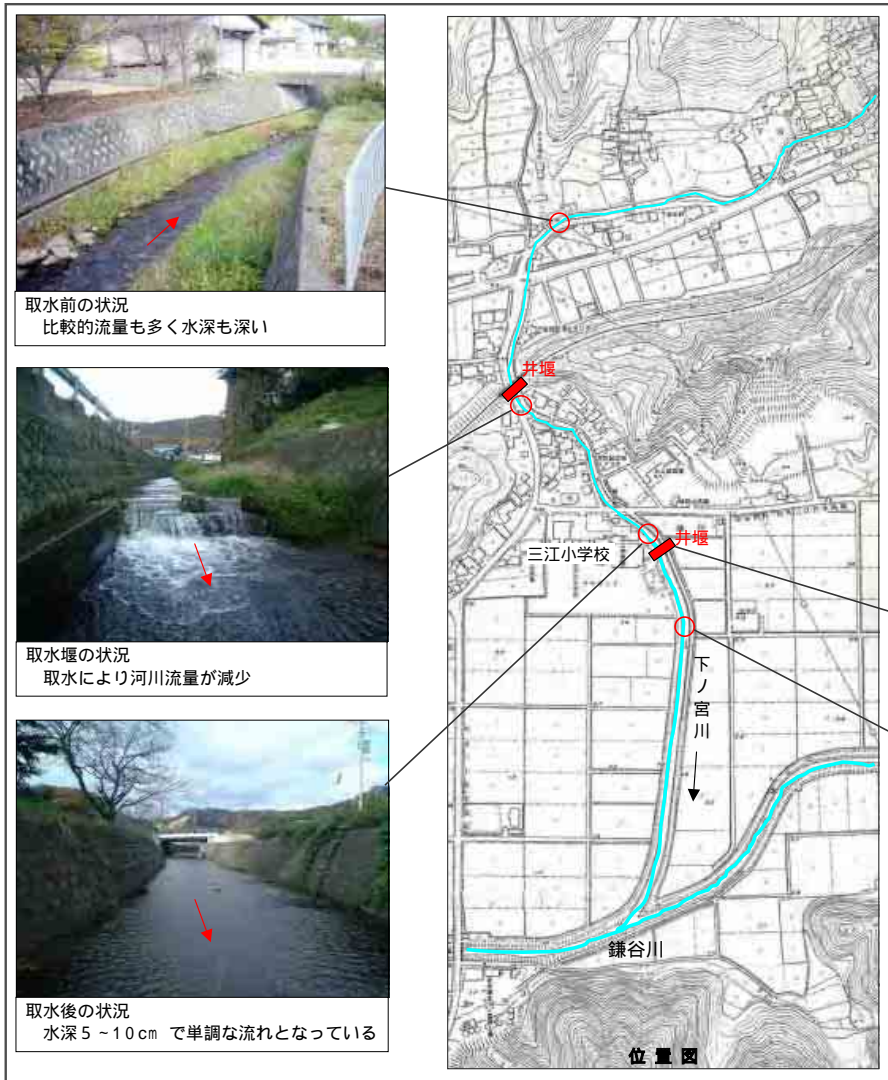 取水前の状況
比較的流量も多く水深も深い
取水堰の状況
取水により河川流量が減少
取水後の状況
水深5~10cm で単調な流れとなっている
井堰
井堰
三江小学校
下ノ宮川
鎌谷川
位置図